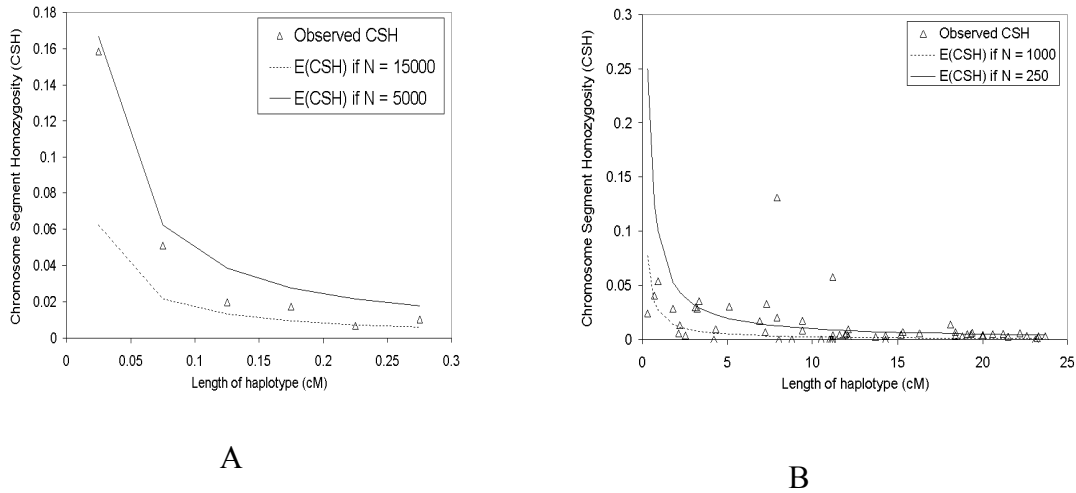 0.18
0.16
0.14
0.12
0.1
0.08
0.06
0.04
0.02
0
Chromosome Segment Homozygosity (CSH)
Observed CSH
E(CSH) if N = 15000
E(CSH) if N = 5000
0 0.05 0.1 0.15 0.2 0.25 0.3
Length of haplotype (cM)
A
0.3
0.25
0.2
0.15
0.1
0.05
0
Chromosome Segment Homozygosity (CSH)
Observed CSH
E(CSH) if N = 1000
E(CSH) if N = 250
0 5 10 15 20 25
Length of haplotype (cM)
B